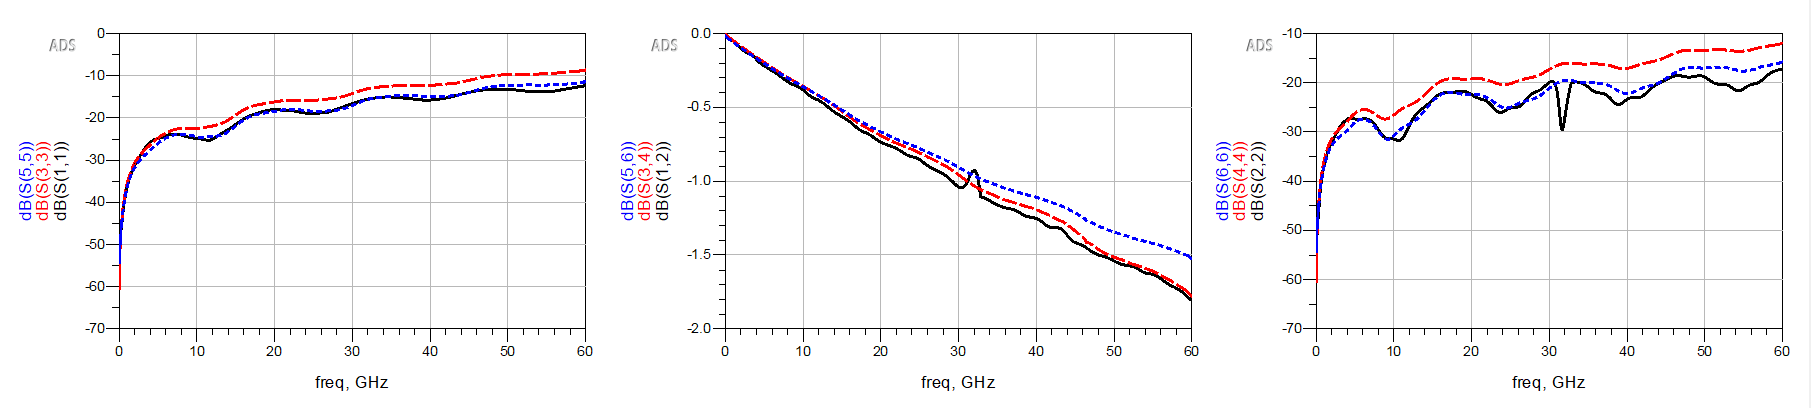 ADS
0
-10
-20
-30
-40
-50
-60
-70
dB(S(5,5))
dB(S(3,3))
dB(S(1,1))
0 10 20 30 40 50 60
freq, GHz
ADS
0.0
-0.5
-1.0
-1.5
-2.0
dB(S(5,6))
dB(S(3,4))
dB(S(1,2))
0 10 20 30 40 50 60
freq, GHz
ADS
-10
-20
-30
-40
-50
-60
-70
dB(S(6,6))
dB(S(4,4))
dB(S(2,2))
0 10 20 30 40 50 60
freq, GHz